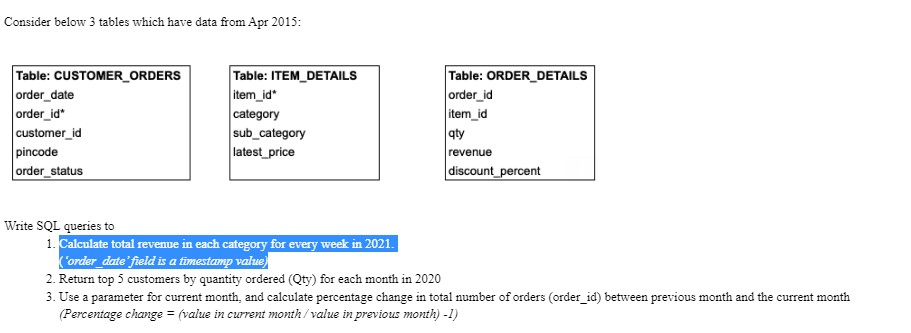 Consider below 3 tables which have data from Apr 2015:
Table: CUSTOMER_ORDERS
order_date
order_id*
customer_id
pincode
order_status
Table: ITEM_DETAILS
item_id*
category
sub_category
latest_price
Table: ORDER_DETAILS
order_id
item_id
qty
revenue
discount_percent
Write SQL queries to
1. Calculate total revenue in each category for every week in 2021.
('order_date' field is a timestamp value)
2. Return top 5 customers by quantity ordered (Qty) for each month in 2020
3. Use a parameter for current month, and calculate percentage change in total number of orders (order_id) between previous month and the current month
(Percentage change = (value in current month / value in previous month) -1)